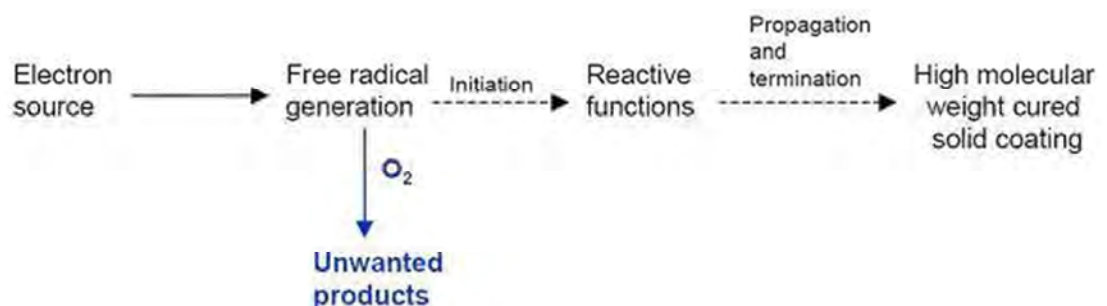 Electron
source
Free radical
generation
Initiation
Reactive
functions
Propagation
and
termination
High molecular
weight cured
solid coating
O₂
Unwanted
products